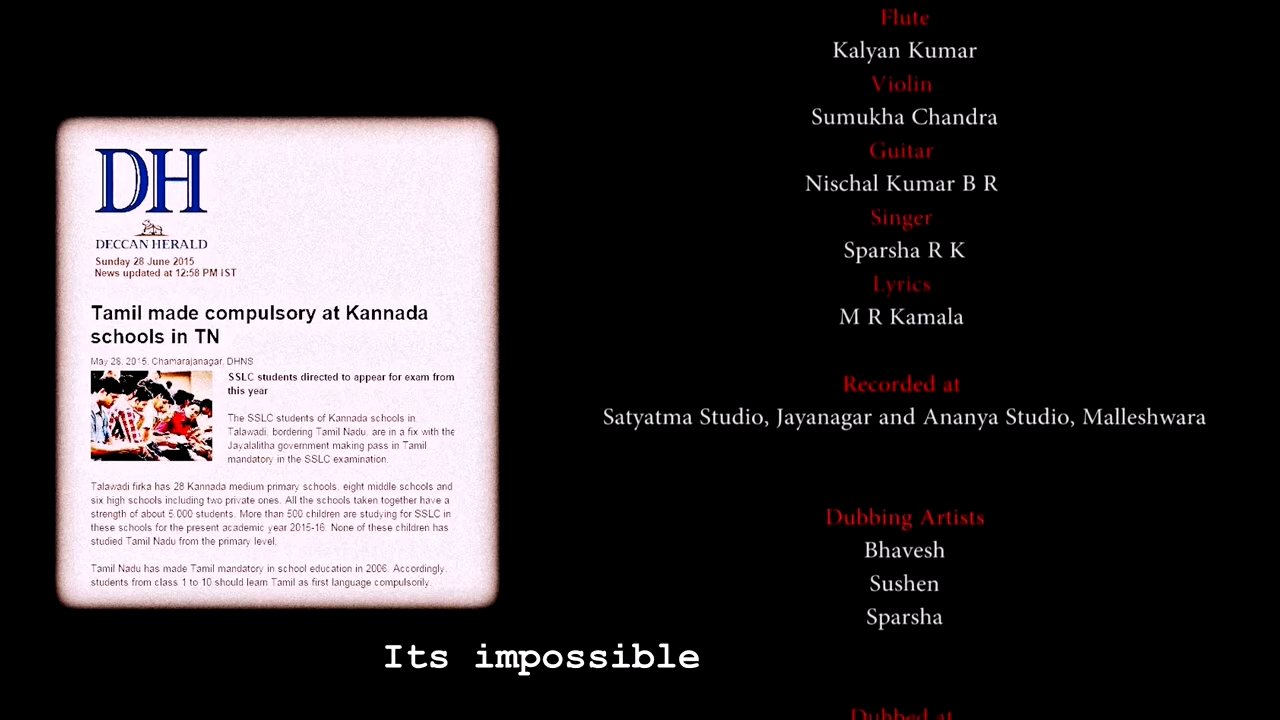 DH
DECCAN HERALD
Sunday 28 June 2015
News updated at 12:58 PM IST
Tamil made compulsory at Kannada
schools in TN
May 28, 2015, Chamarajanagar, DHNS
SSLC students directed to appear for exam from
this year
The SSLC students of Kannada schools in
Talawadi, bordering Tamil Nadu, are in a fix with the
Jayalalitha government making pass in Tamil
mandatory in the SSLC examination.
Talawadi firka has 28 Kannada medium primary schools, eight middle schools and
six high schools including two private ones. All the schools taken together have a
strength of about 5,000 students. More than 500 children are studying for SSLC in
these schools for the present academic year 2015-16. None of these children has
studied Tamil Nadu from the primary level.
Tamil Nadu has made Tamil mandatory in school education in 2006. Accordingly,
students from class 1 to 10 should learn Tamil as first language compulsorily.
Flute
Kalyan Kumar
Violin
Sumukha Chandra
Guitar
Nischal Kumar B R
Singer
Sparsha R K
Lyrics
M R Kamala
Recorded at
Satyatma Studio, Jayanagar and Ananya Studio, Malleshwara
Dubbing Artists
Bhavesh
Sushen
Sparsha
Dubbed at
Its impossible